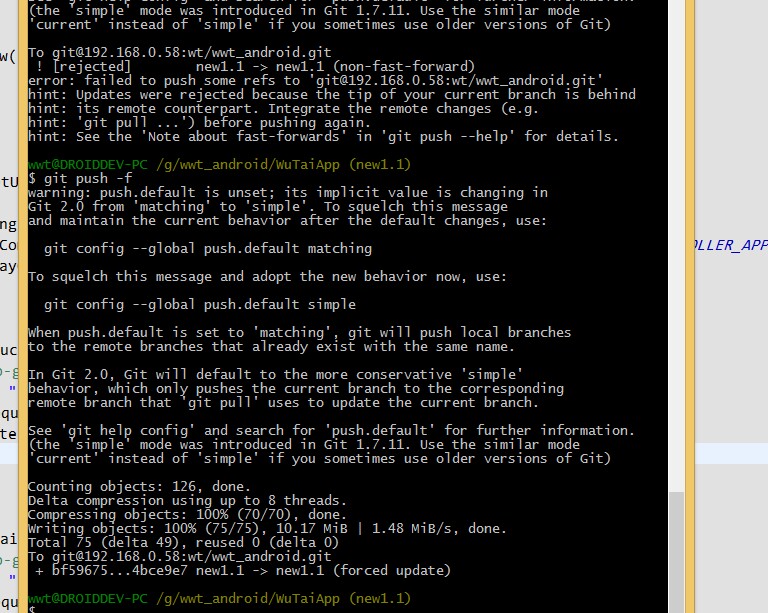 (the 'simple' mode was introduced in Git 1.7.11. Use the similar mode
'current' instead of 'simple' if you sometimes use older versions of Git)
To git@192.168.0.58:wt/wwt_android.git
! [rejected] new1.1 -> new1.1 (non-fast-forward)
error: failed to push some refs to 'git@192.168.0.58:wt/wwt_android.git'
hint: Updates were rejected because the tip of your current branch is behind
hint: its remote counterpart. Integrate the remote changes (e.g.
hint: 'git pull ...') before pushing again.
hint: See the 'Note about fast-forwards' in 'git push --help' for details.
wwt@DROIDDEV-PC /g/wwt_android/WuTaiApp (new1.1)
$ git push -f
warning: push.default is unset; its implicit value is changing in
Git 2.0 from 'matching' to 'simple'. To squelch this message
and maintain the current behavior after the default changes, use:
git config --global push.default matching
To squelch this message and adopt the new behavior now, use:
git config --global push.default simple
When push.default is set to 'matching', git will push local branches
to the remote branches that already exist with the same name.
In Git 2.0, Git will default to the more conservative 'simple'
behavior, which only pushes the current branch to the corresponding
remote branch that 'git pull' uses to update the current branch.
See 'git help config' and search for 'push.default' for further information.
(the 'simple' mode was introduced in Git 1.7.11. Use the similar mode
'current' instead of 'simple' if you sometimes use older versions of Git)
Counting objects: 126, done.
Delta compression using up to 8 threads.
Compressing objects: 100% (70/70), done.
Writing objects: 100% (75/75), 10.17 MiB | 1.48 MiB/s, done.
Total 75 (delta 49), reused 0 (delta 0)
To git@192.168.0.58:wt/wwt_android.git
+ bf59675...4bce9e7 new1.1 -> new1.1 (forced update)
wwt@DROIDDEV-PC /g/wwt_android/WuTaiApp (new1.1)
$